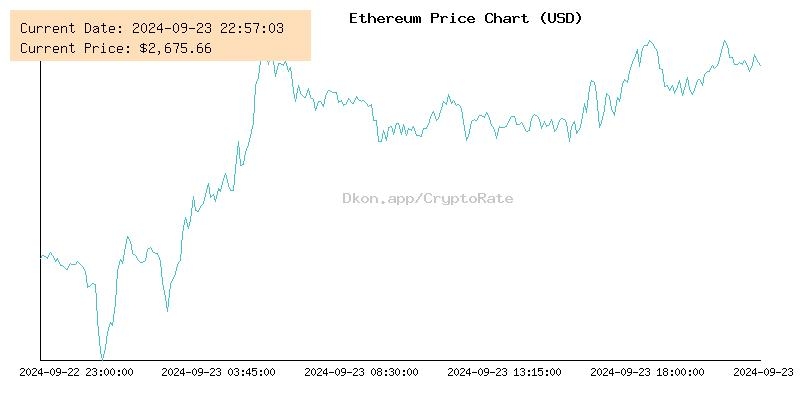 Ethereum Price Chart (USD)
Current Date: 2024-09-23 22:57:03
Current Price: $2,675.66
Dkon.app/CryptoRate
2024-09-22 23:00:00 2024-09-23 03:45:00 2024-09-23 08:30:00 2024-09-23 13:15:00 2024-09-23 18:00:00 2024-09-23